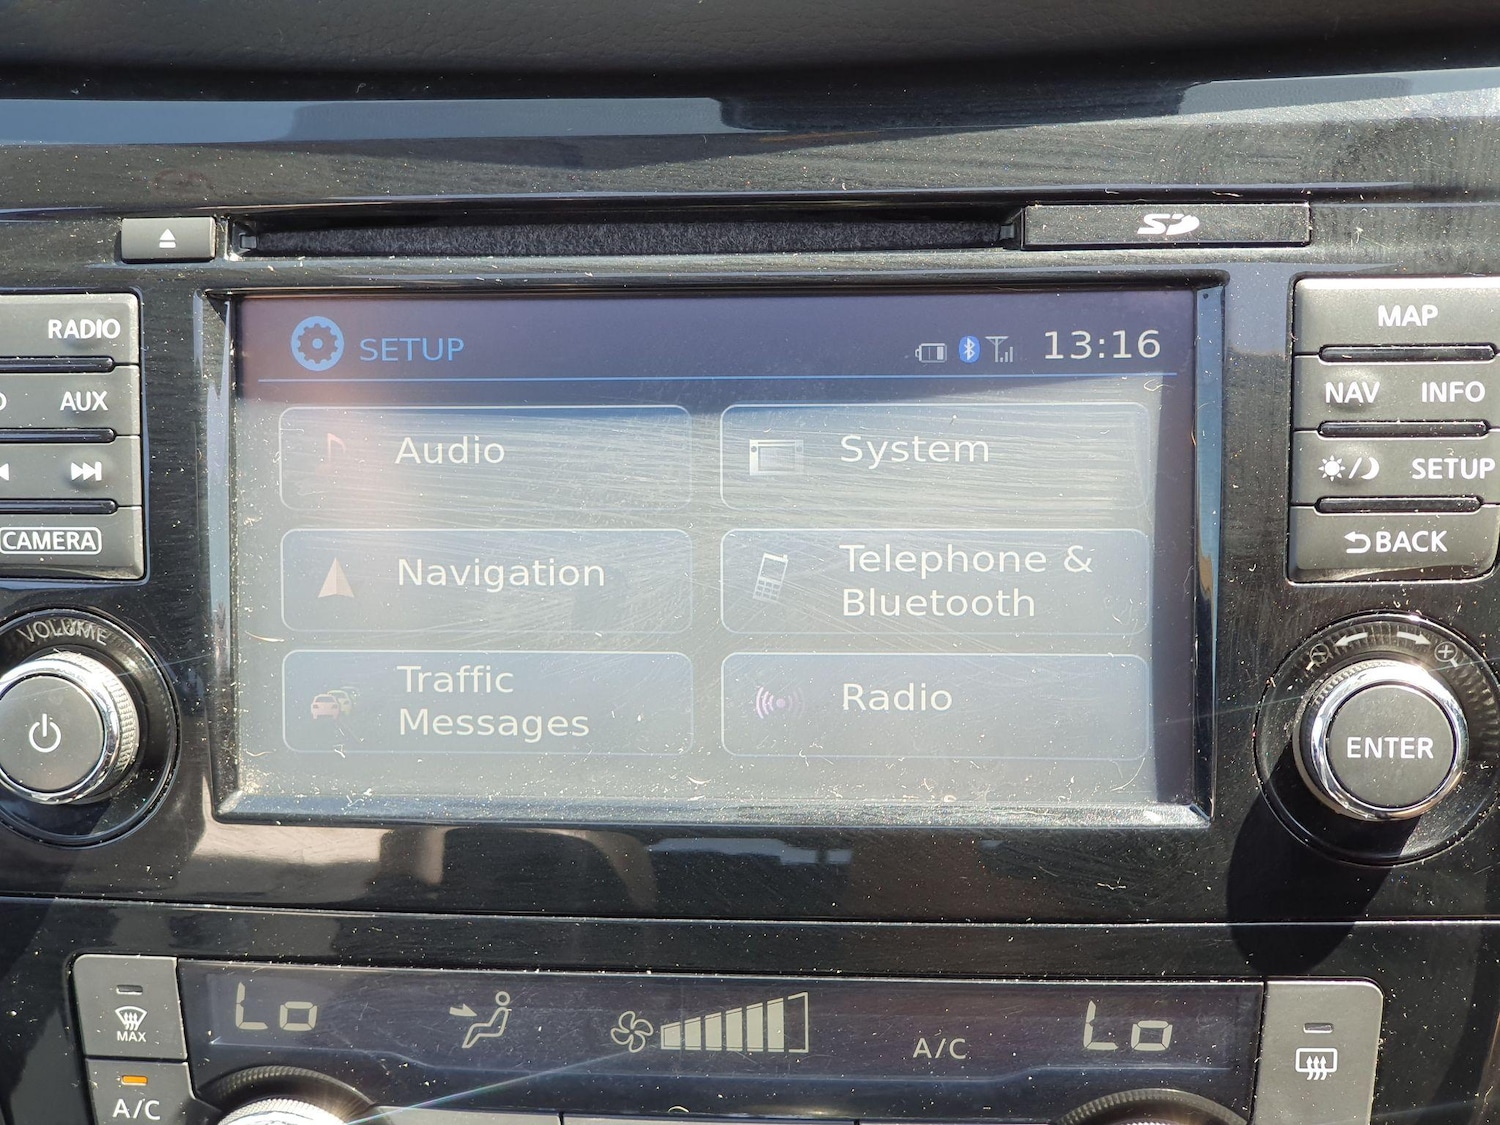 SD
RADIO
AUX
CAMERA
VOLUME
SETUP
13:16
Audio
System
Navigation
Telephone &
Bluetooth
Traffic
Messages
Radio
MAP
NAV INFO
SETUP
BACK
ENTER
MAX
A/C
Lo
A/C
Lo